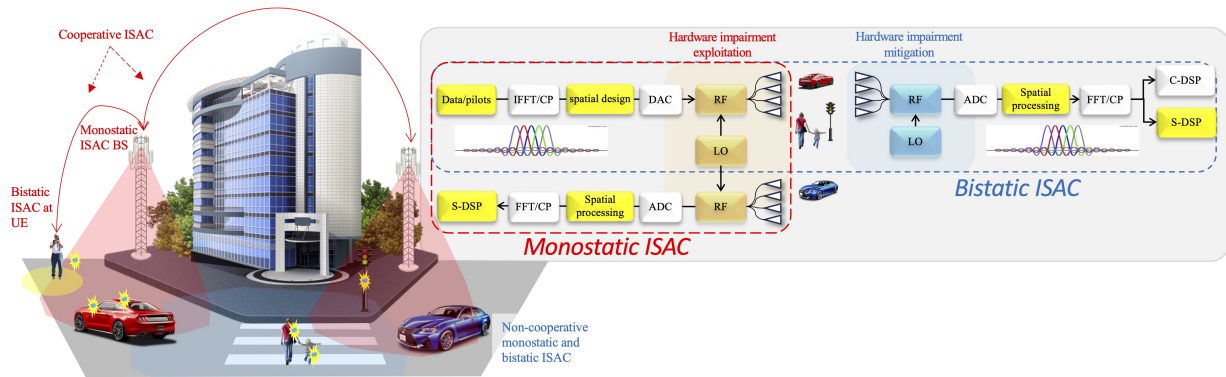 Cooperative ISAC
Monostatic
ISAC BS
Bistatic
ISAC at
UE
Non-cooperative
monostatic and
bistatic ISAC
Hardware impairment
exploitation
Hardware impairment
mitigation
Data/pilots
IFFT/CP
spatial design
DAC
RF
LO
S-DSP
FFT/CP
Spatial
processing
ADC
RF
Monostatic ISAC
RF
LO
ADC
Spatial
processing
FFT/CP
C-DSP
S-DSP
Bistatic ISAC